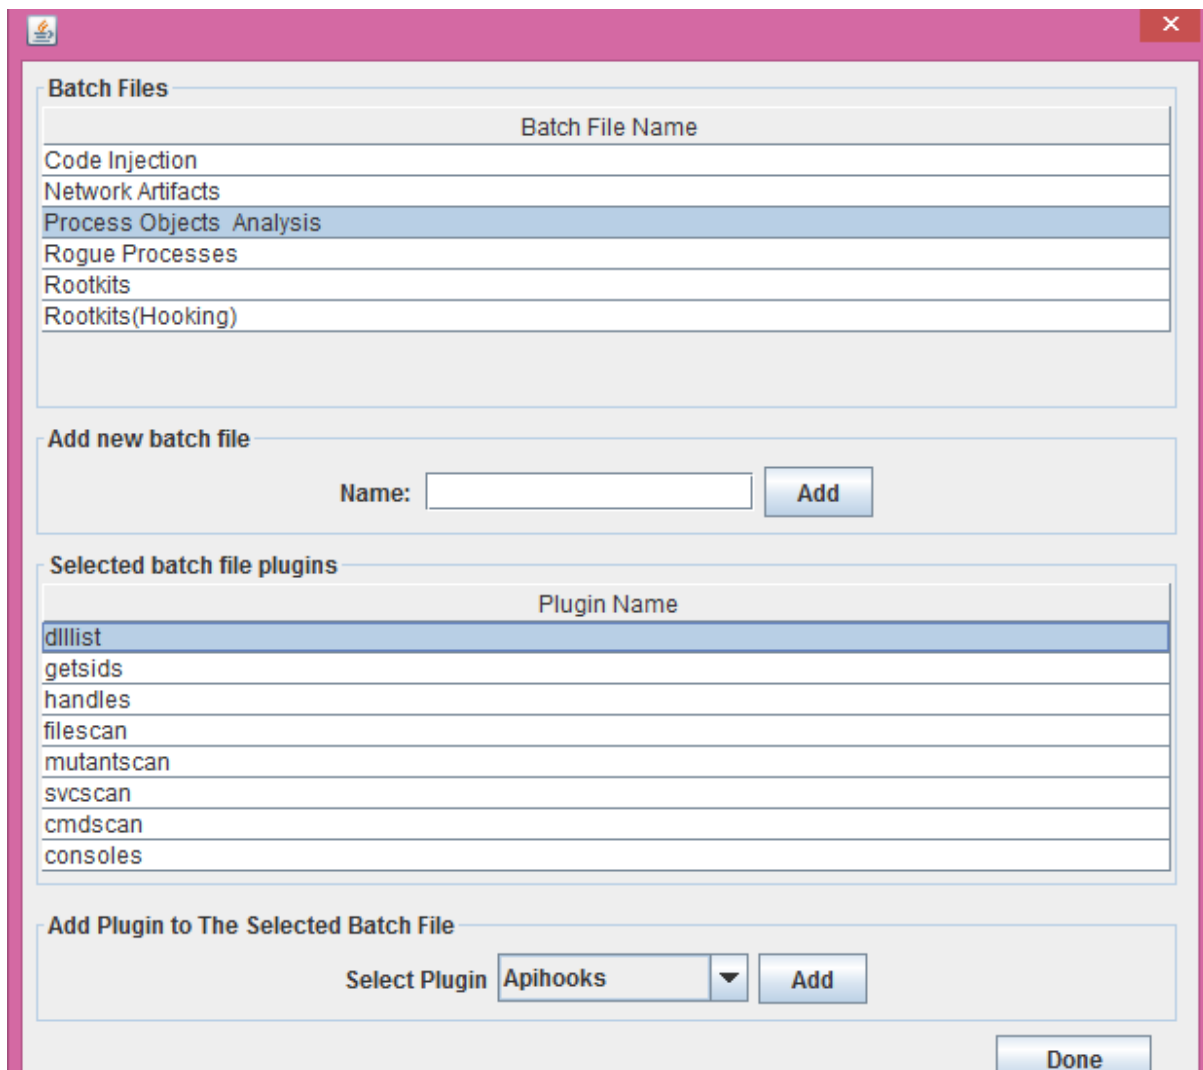 Batch Files
Batch File Name
Code Injection
Network Artifacts
Process Objects  Analysis
Rogue Processes
Rootkits
Rootkits(Hooking)
Add new batch file
Name: Add
Selected batch file plugins
Plugin Name
dlllist
getsids
handles
filescan
mutantscan
svcscan
cmdscan
consoles
Add Plugin to The Selected Batch File
Select Plugin Apihooks Add
Done